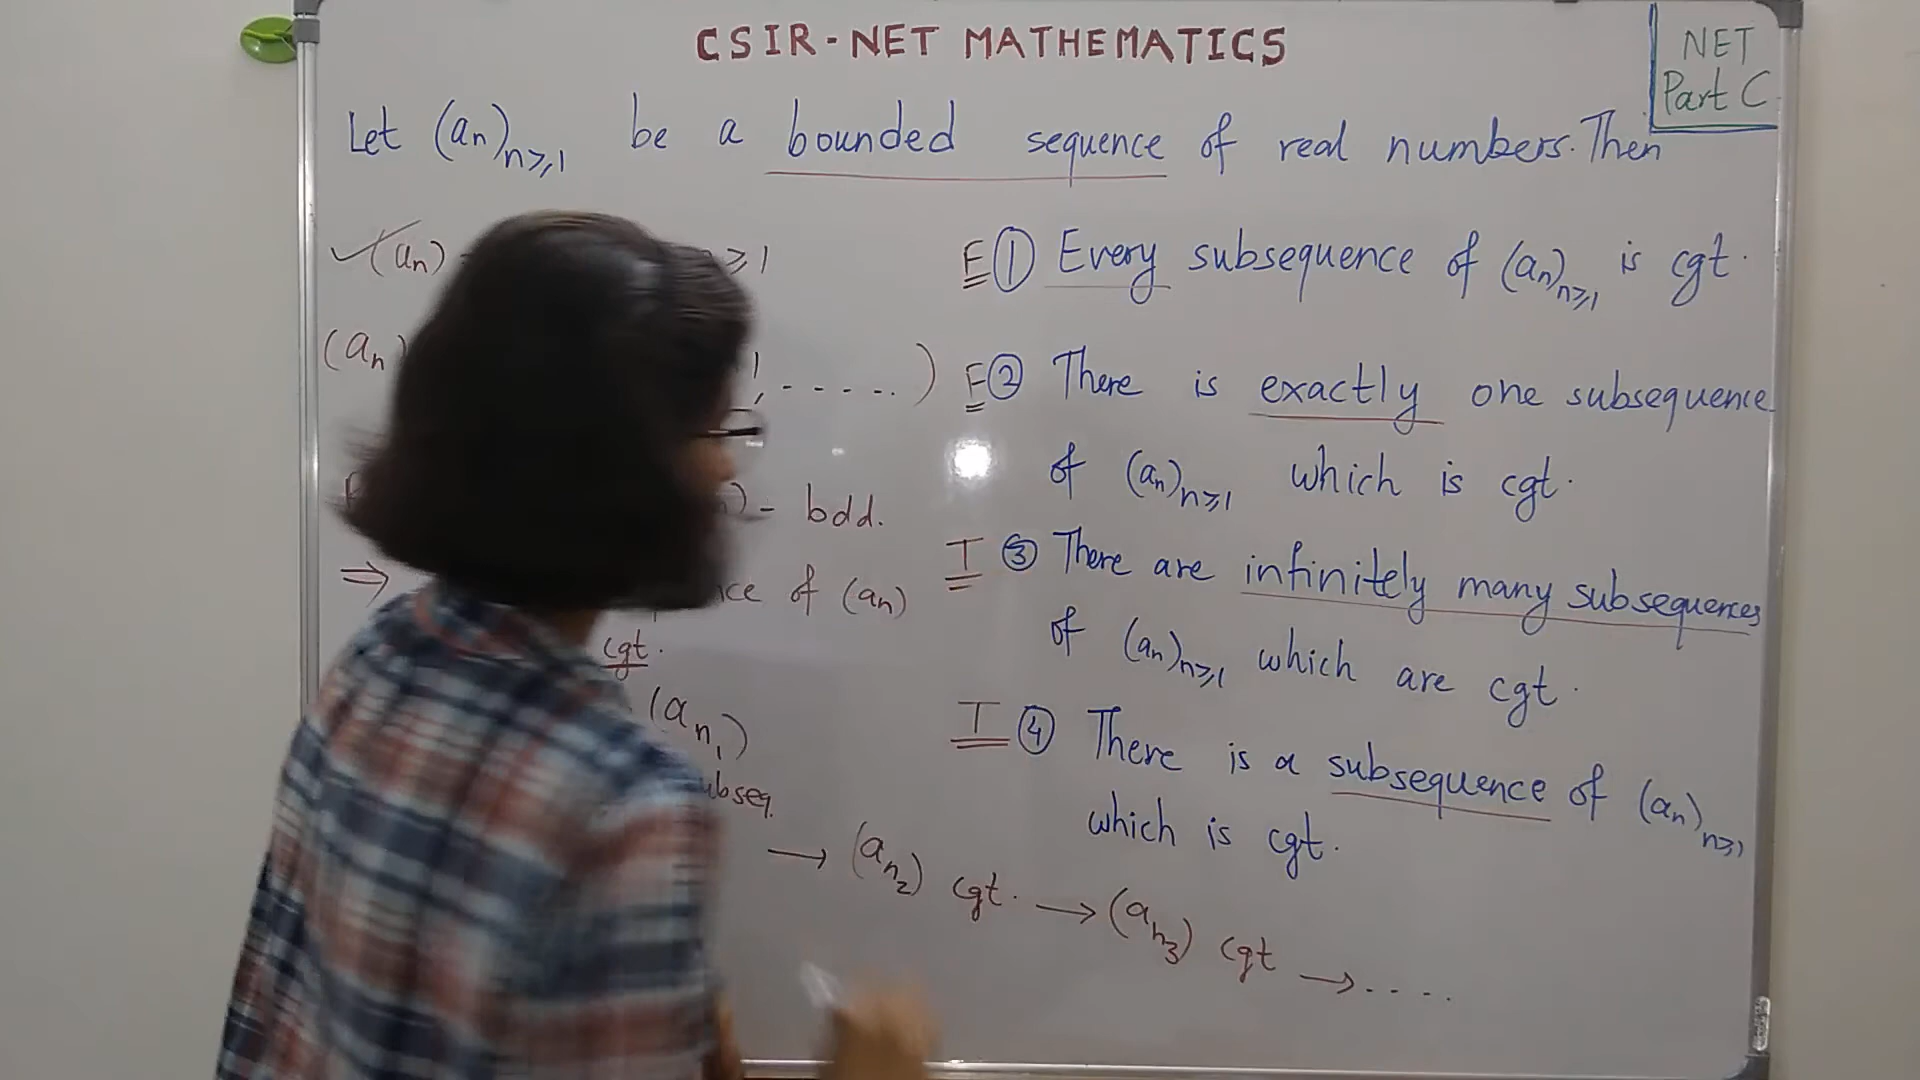 CSIR-NET MATHEMATICS
NET
Part C
Let (an)n≥1 be a bounded sequence of real numbers. Then
(an) ≥1
(an) 1, - - - - - . )
)- bdd.
⇒ of (an)
cgt.
(an1)
ubseq.
→ (an2) cgt. → (an3) cgt → - - - -
F ① Every subsequence of (an)n≥1 is cgt.
F ② There is exactly one subsequence
of (an)n≥1 which is cgt.
T ③ There are infinitely many subsequences
of (an)n≥1 which are cgt.
T ④ There is a subsequence of (an)n≥1
which is cgt.